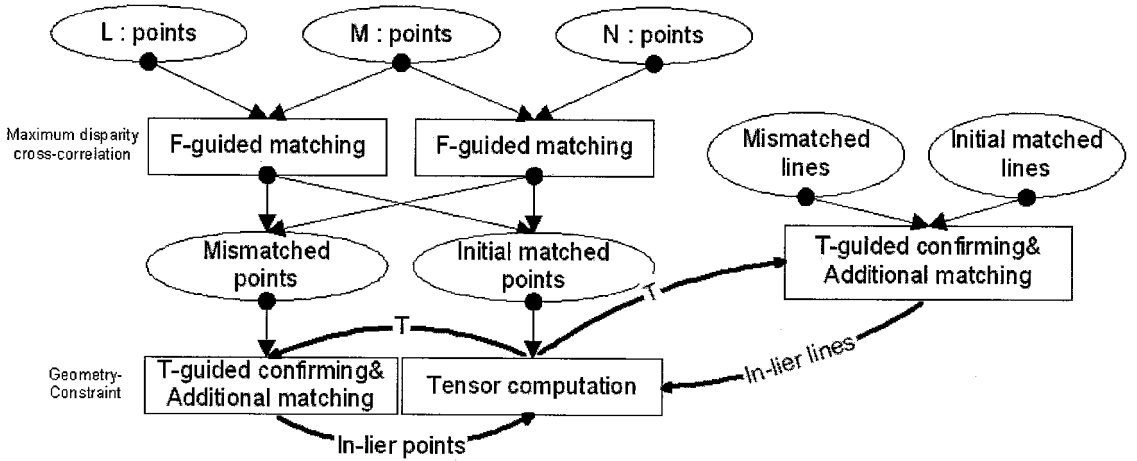 L : points
M : points
N : points
Maximum disparity
cross-correlation
F-guided matching
F-guided matching
Mismatched
lines
Initial matched
lines
Mismatched
points
Initial matched
points
T-guided confirming&
Additional matching
T
T
In-lier lines
Geometry-
Constraint
T-guided confirming&
Additional matching
Tensor computation
In-lier points